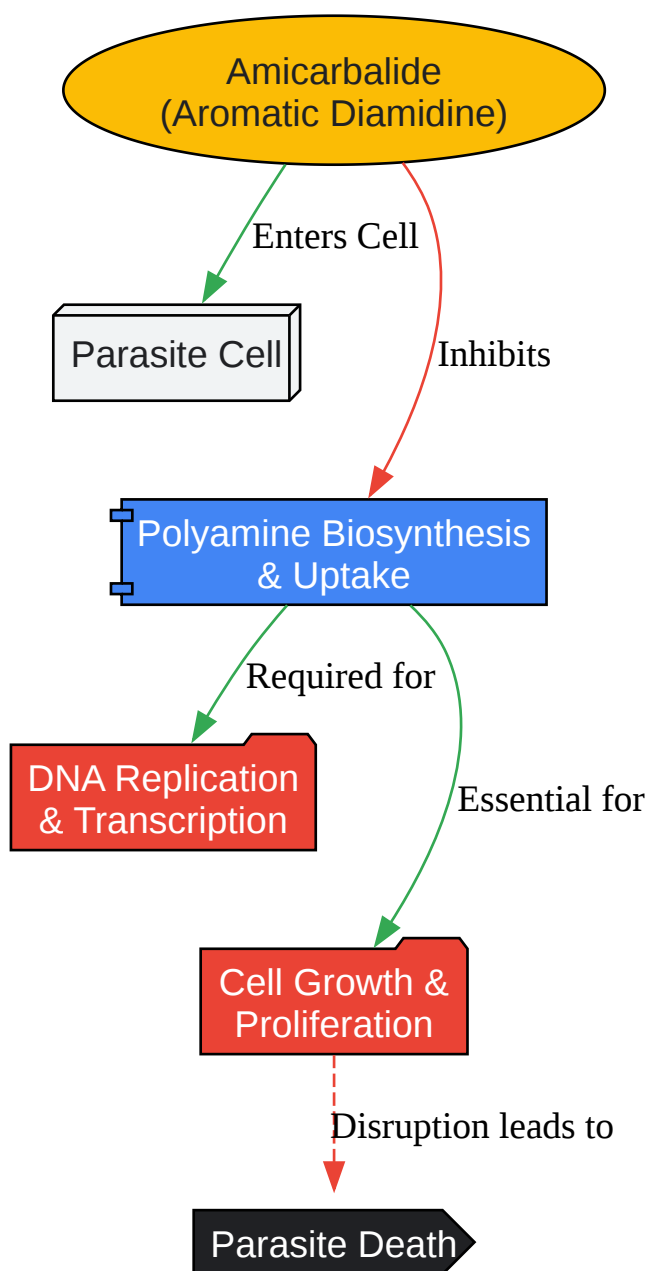 Amicarbalide
(Aromatic Diamidine)
Enters Cell
Parasite Cell
Inhibits
Polyamine Biosynthesis
& Uptake
Required for
DNA Replication
& Transcription
Essential for
Cell Growth &
Proliferation
Disruption leads to
Parasite Death